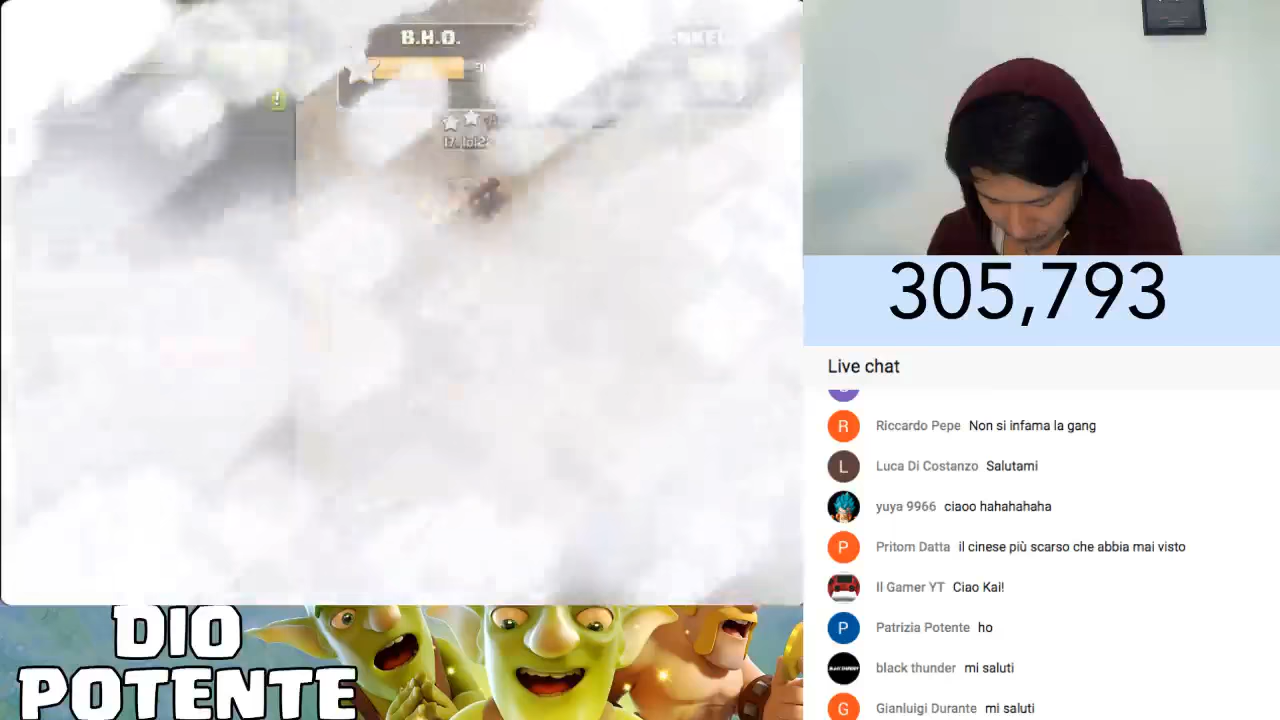 B.H.O.
305,793
Live chat
R Riccardo Pepe Non si infama la gang
L Luca Di Costanzo Salutami
yuya 9966 ciaoo hahahahaha
P Pritom Datta il cinese più scarso che abbia mai visto
Il Gamer YT Ciao Kai!
P Patrizia Potente ho
black thunder mi saluti
G Gianluigi Durante mi saluti
DIO
POTENTE